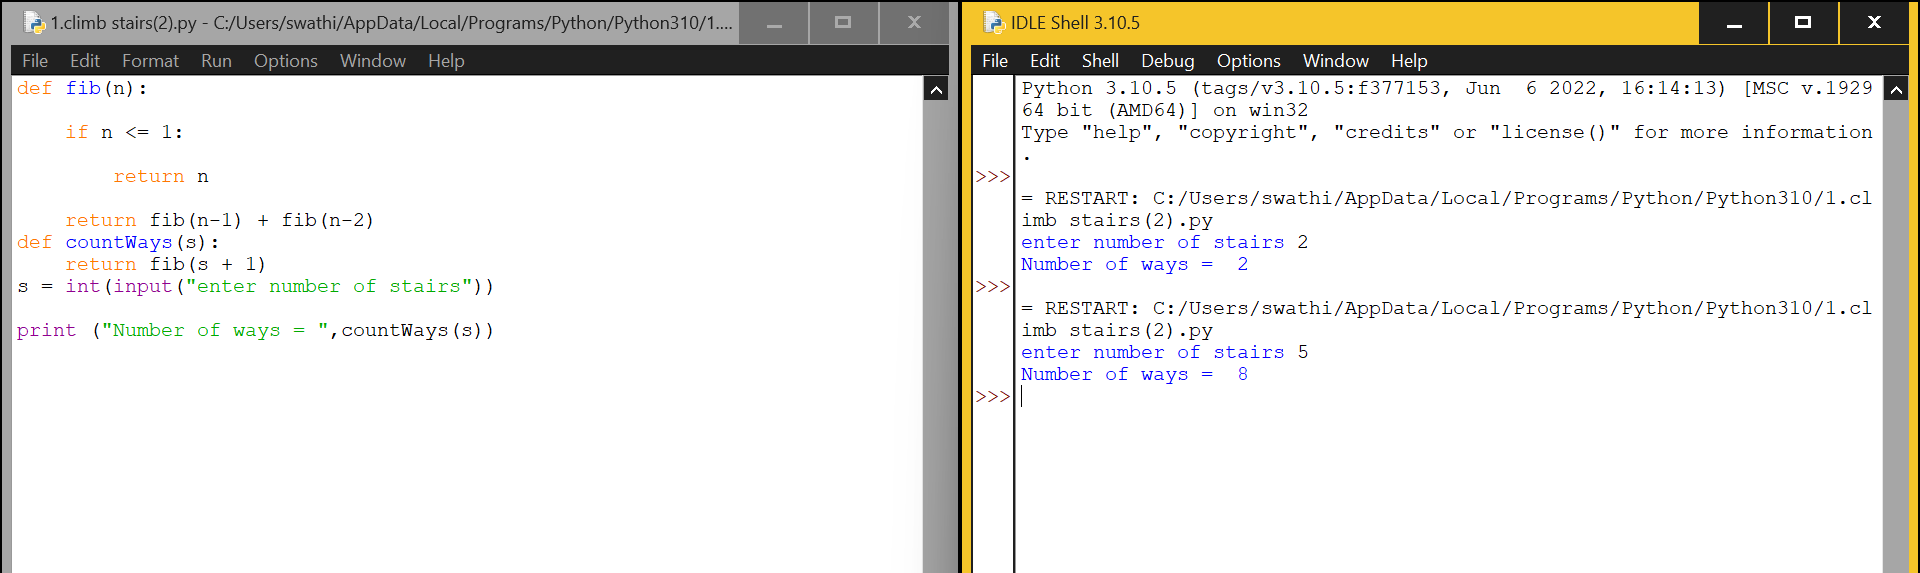 1.climb stairs(2).py - C:/Users/swathi/AppData/Local/Programs/Python/Python310/1....
File Edit Format Run Options Window Help
def fib(n):
    if n <= 1:
        return n
    return fib(n-1) + fib(n-2)
def countWays(s):
    return fib(s + 1)
s = int(input("enter number of stairs"))
print ("Number of ways = ",countWays(s))
IDLE Shell 3.10.5
File Edit Shell Debug Options Window Help
Python 3.10.5 (tags/v3.10.5:f377153, Jun  6 2022, 16:14:13) [MSC v.1929
64 bit (AMD64)] on win32
Type "help", "copyright", "credits" or "license()" for more information
.
>>>
= RESTART: C:/Users/swathi/AppData/Local/Programs/Python/Python310/1.cl
imb stairs(2).py
enter number of stairs 2
Number of ways =  2
>>>
= RESTART: C:/Users/swathi/AppData/Local/Programs/Python/Python310/1.cl
imb stairs(2).py
enter number of stairs 5
Number of ways =  8
>>>